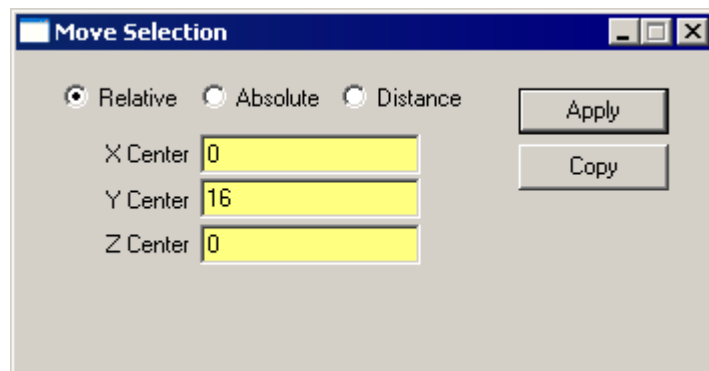 Move Selection
Relative Absolute Distance
Apply
X Center 0
Copy
Y Center 16
Z Center 0